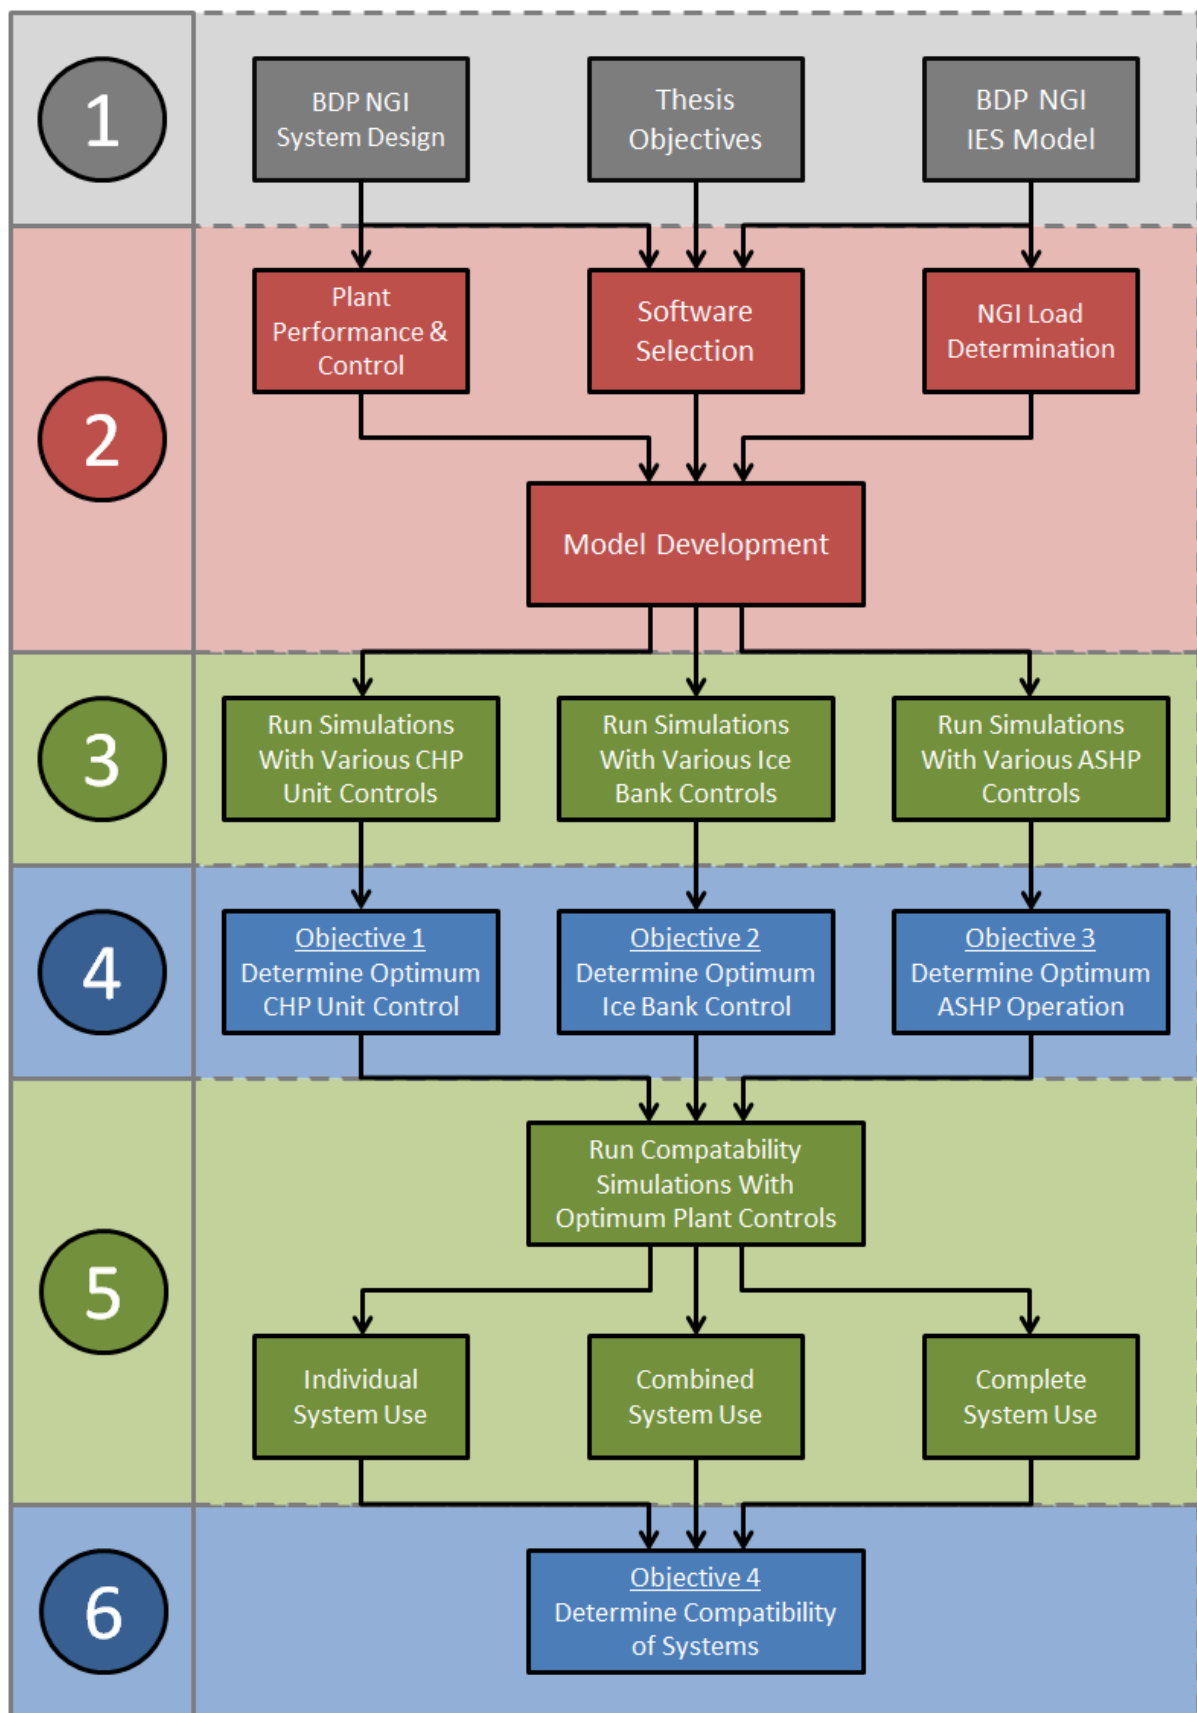 1
BDP NGI
System Design
Thesis
Objectives
BDP NGI
IES Model
2
Plant
Performance &
Control
Software
Selection
NGI Load
Determination
Model Development
3
Run Simulations
With Various CHP
Unit Controls
Run Simulations
With Various Ice
Bank Controls
Run Simulations
With Various ASHP
Controls
4
Objective 1
Determine Optimum
CHP Unit Control
Objective 2
Determine Optimum
Ice Bank Control
Objective 3
Determine Optimum
ASHP Operation
5
Run Compatability
Simulations With
Optimum Plant Controls
Individual
System Use
Combined
System Use
Complete
System Use
6
Objective 4
Determine Compatibility
of Systems